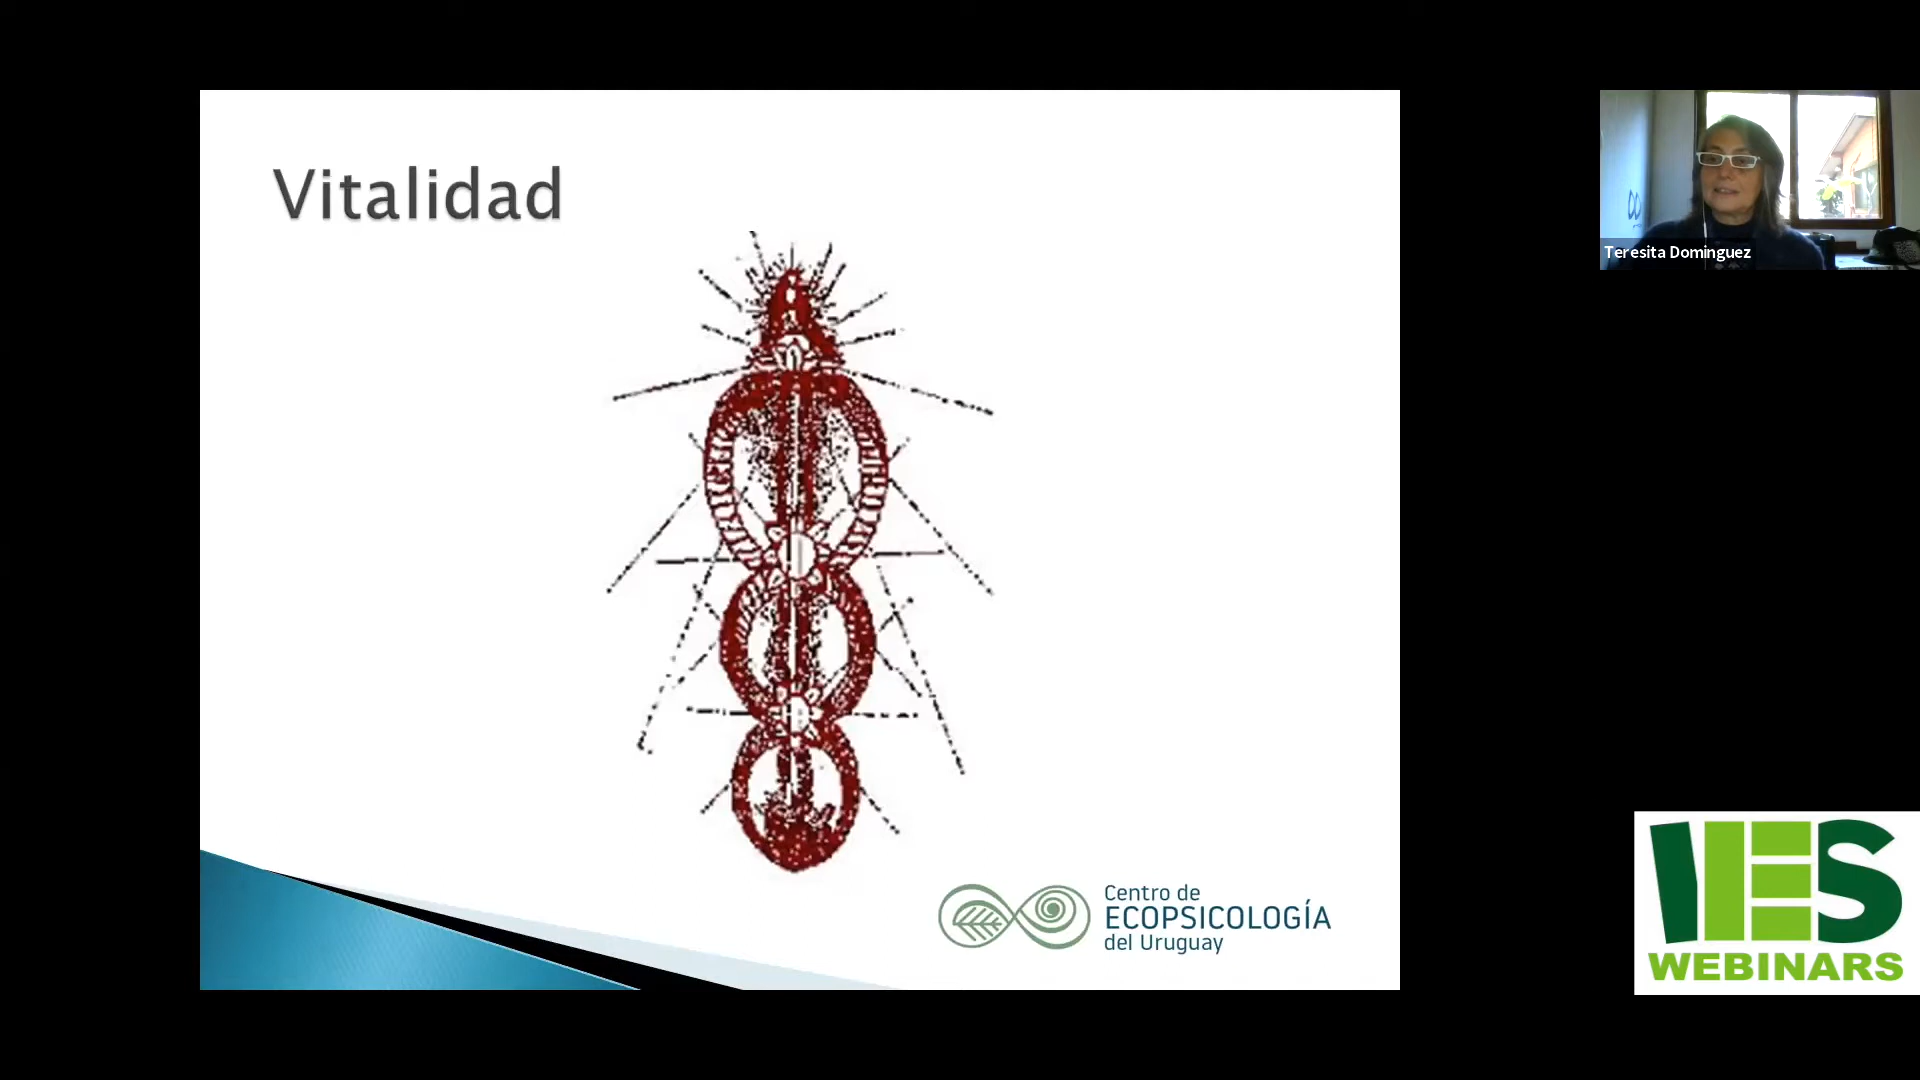 Vitalidad
Teresita Dominguez
Centro de
ECOPSICOLOGÍA
del Uruguay
IES
WEBINARS